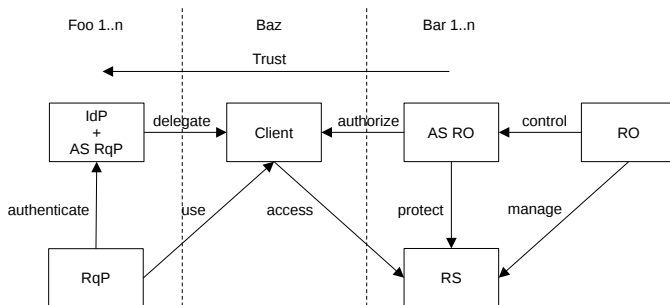 Foo 1..n
Baz
Bar 1..n
Trust
IdP
+
AS RqP
delegate
Client
authorize
AS RO
control
RO
authenticate
use
access
protect
manage
RqP
RS